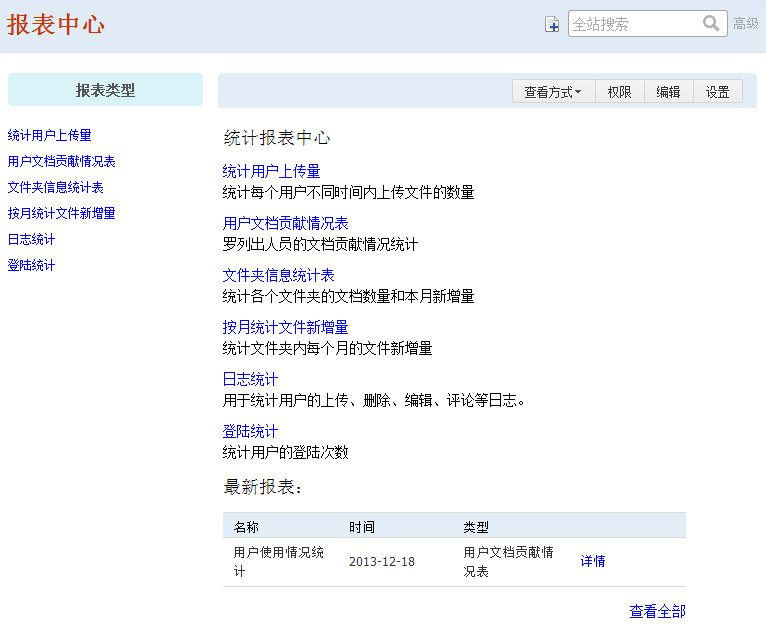 报表中心
全站搜索
高级
报表类型
统计用户上传量
用户文档贡献情况表
文件夹信息统计表
按月统计文件新增量
日志统计
登陆统计
查看方式 权限 编辑 设置
统计报表中心
统计用户上传量
统计每个用户不同时间内上传文件的数量
用户文档贡献情况表
罗列出人员的文档贡献情况统计
文件夹信息统计表
统计各个文件夹的文档数量和本月新增量
按月统计文件新增量
统计文件夹内每个月的文件新增量
日志统计
用于统计用户的上传、删除、编辑、评论等日志。
登陆统计
统计用户的登陆次数
最新报表：
名称 时间 类型
用户使用情况统
计
2013-12-18
用户文档贡献情
况表
详情
查看全部